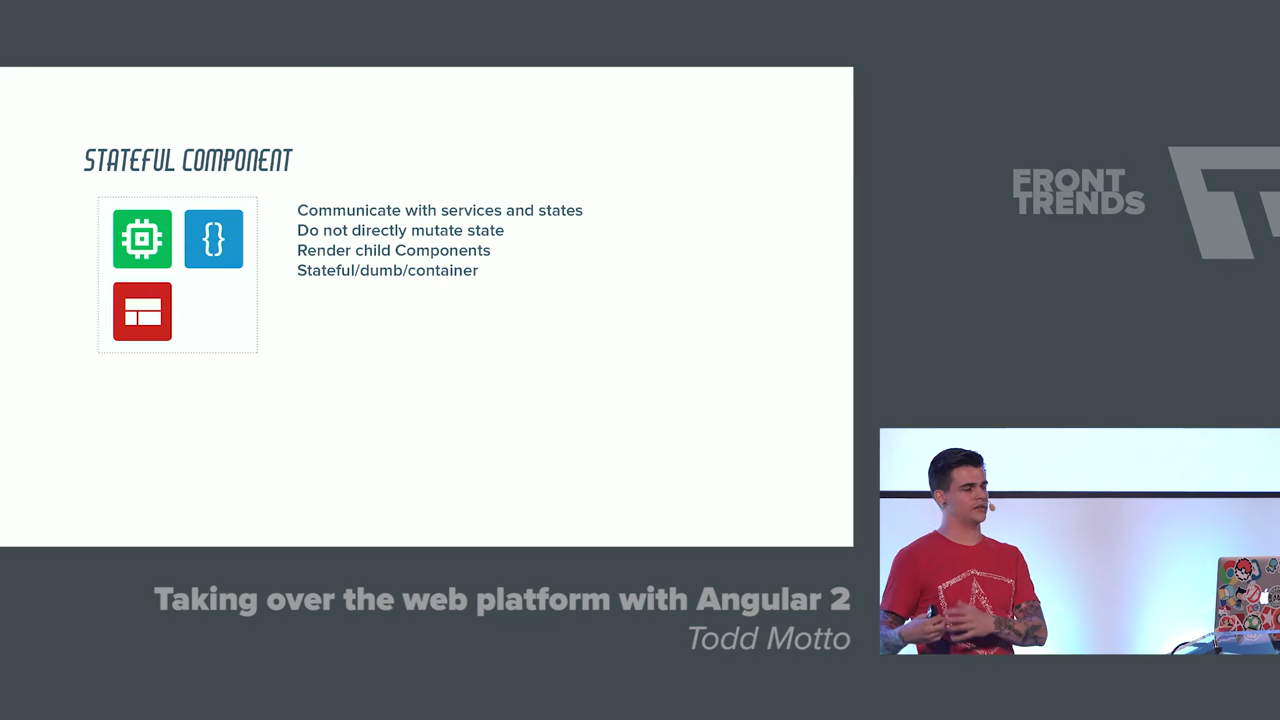 STATEFUL COMPONENT
{}
Communicate with services and states
Do not directly mutate state
Render child Components
Stateful/dumb/container
FRONT
TRENDS
Taking over the web platform with Angular 2
Todd Motto